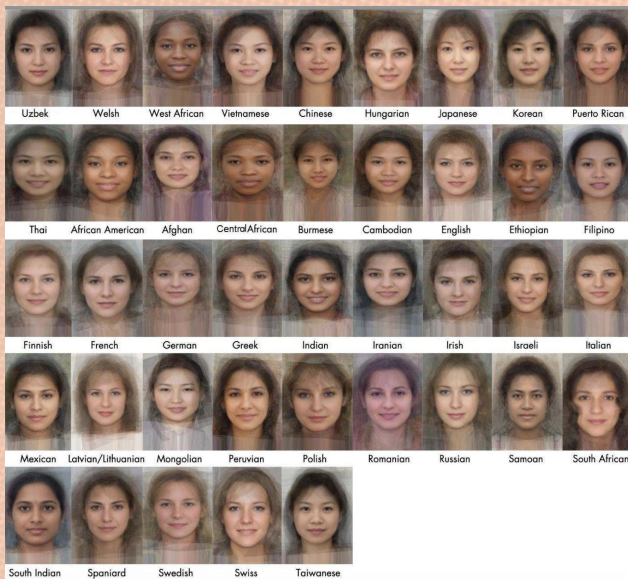 Uzbek Welsh West African Vietnamese Chinese Hungarian Japanese Korean Puerto Rican
Thai African American Afghan CentralAfrican Burmese Cambodian English Ethiopian Filipino
Finnish French German Greek Indian Iranian Irish Israeli Italian
Mexican Latvian/Lithuanian Mongolian Peruvian Polish Romanian Russian Samoan South African
South Indian Spaniard Swedish Swiss Taiwanese